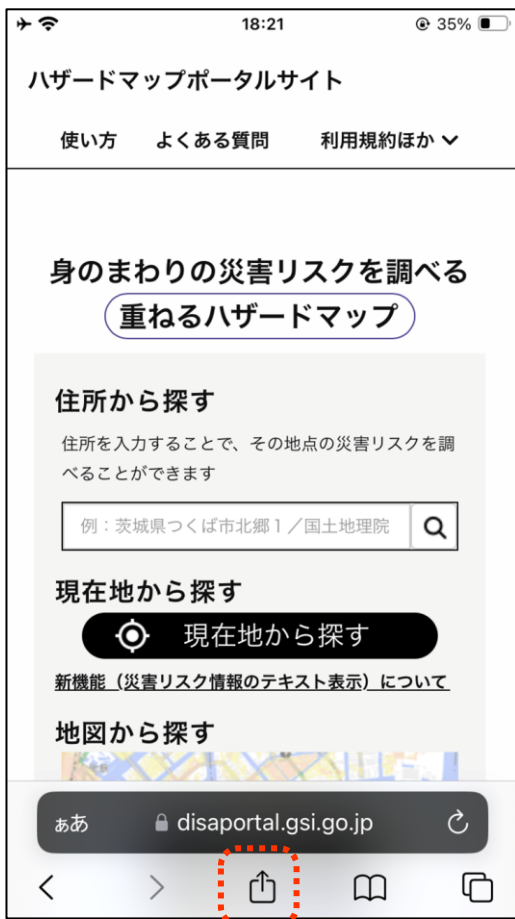 18:21
35%
ハザードマップポータルサイト
使い方 よくある質問 利用規約ほか
身のまわりの災害リスクを調べる
重ねるハザードマップ
住所から探す
住所を入力することで、その地点の災害リスクを調
べることができます
例：茨城県つくば市北郷１／国土地理院
現在地から探す
現在地から探す
新機能（災害リスク情報のテキスト表示）について
地図から探す
ぁあ disaportal.gsi.go.jp